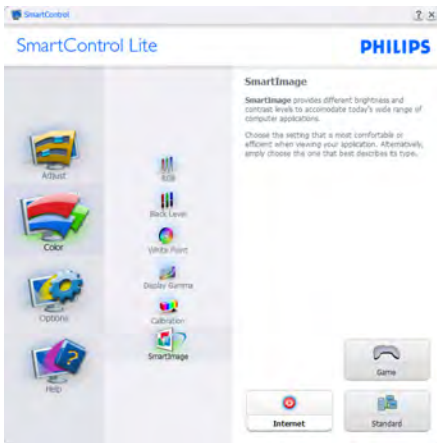 SmartControl
? x
SmartControl Lite
PHILIPS
SmartImage
SmartImage provides different brightness and
contrast levels to accomodate today's wide range of
computer applications.
Choose the setting that is most comfortable or
efficient when viewing your application. Alternatively,
simply choose the one that best describes its type.
Adjust
Color
Options
Help
RGB
Black Level
White Point
Display Gamma
Calibration
SmartImage
Game
Internet
Standard